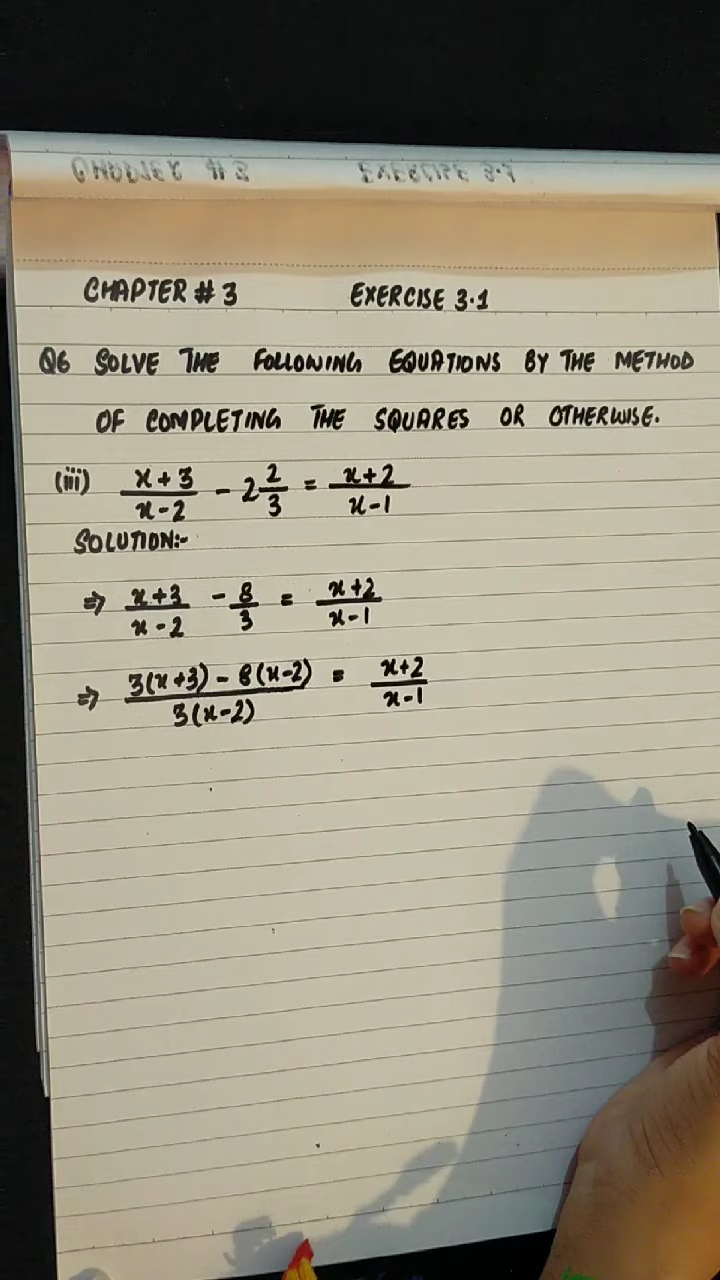 CHAPTER # 3 EXERCISE 3.1
Q6 SOLVE THE FOLLOWING EQUATIONS BY THE METHOD
OF COMPLETING THE SQUARES OR OTHERWISE.
(iii) (x+3)/(x-2) - 2 2/3 = (x+2)/(x-1)
SOLUTION:-
⇒ (x+3)/(x-2) - 8/3 = (x+2)/(x-1)
⇒ (3(x+3) - 8(x-2))/(3(x-2)) = (x+2)/(x-1)